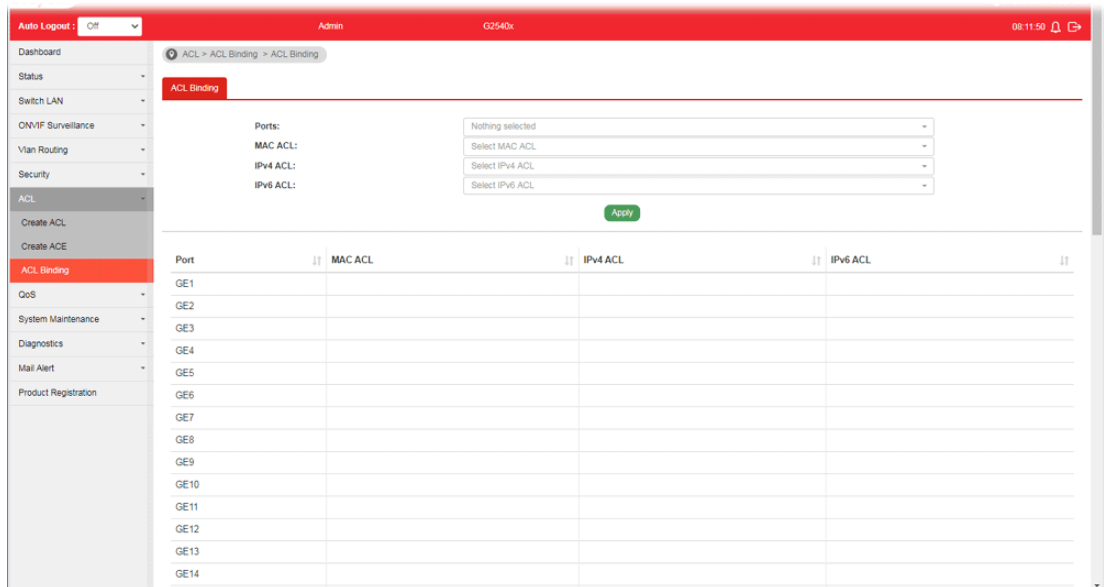 Auto Logout : Off Admin G2540x 08:11:50
Dashboard
Status
Switch LAN
ONVIF Surveillance
Vlan Routing
Security
ACL
Create ACL
Create ACE
ACL Binding
QoS
System Maintenance
Diagnostics
Mail Alert
Product Registration
ACL > ACL Binding > ACL Binding
ACL Binding
Ports: Nothing selected
MAC ACL: Select MAC ACL
IPv4 ACL: Select IPv4 ACL
IPv6 ACL: Select IPv6 ACL
Apply
Port MAC ACL IPv4 ACL IPv6 ACL
GE1
GE2
GE3
GE4
GE5
GE6
GE7
GE8
GE9
GE10
GE11
GE12
GE13
GE14